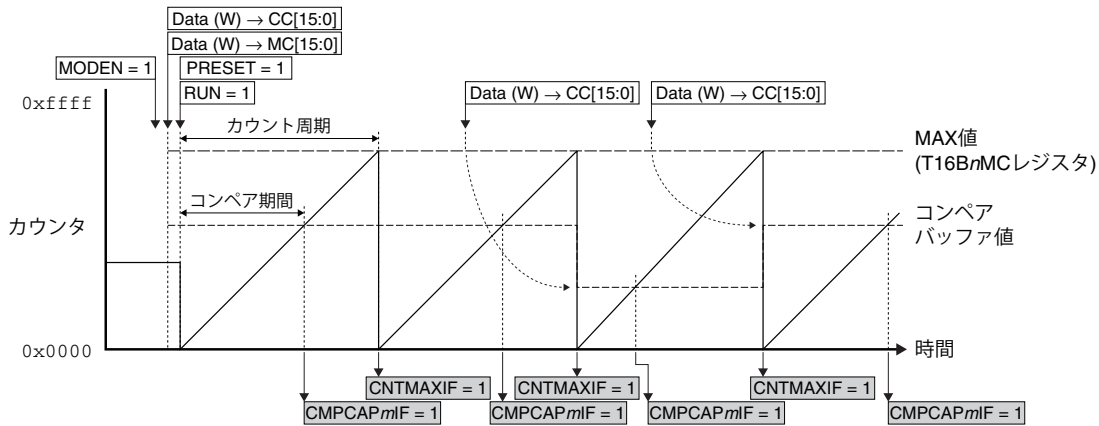 Data (W) → CC[15:0]
Data (W) → MC[15:0]
MODEN = 1
PRESET = 1
RUN = 1
Data (W) → CC[15:0]
Data (W) → CC[15:0]
0xffff
カウント周期
MAX値
(T16BnMCレジスタ)
コンペア期間
カウンタ
コンペア
バッファ値
0x0000
時間
CNTMAXIF = 1
CNTMAXIF = 1
CNTMAXIF = 1
CMPCAPmIF = 1
CMPCAPmIF = 1
CMPCAPmIF = 1
CMPCAPmIF = 1